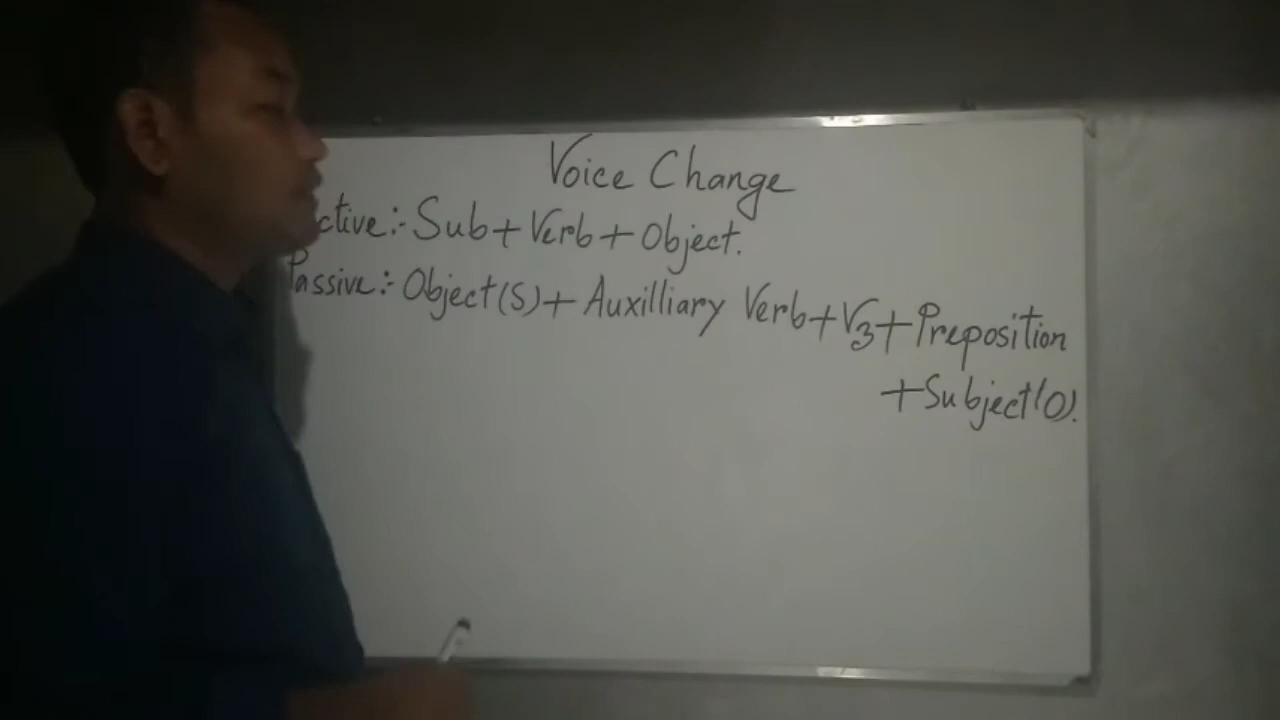 Voice Change
ctive:- Sub + Verb + Object.
Passive:- Object(S) + Auxilliary Verb + V3 + Preposition
+ Subject(O).